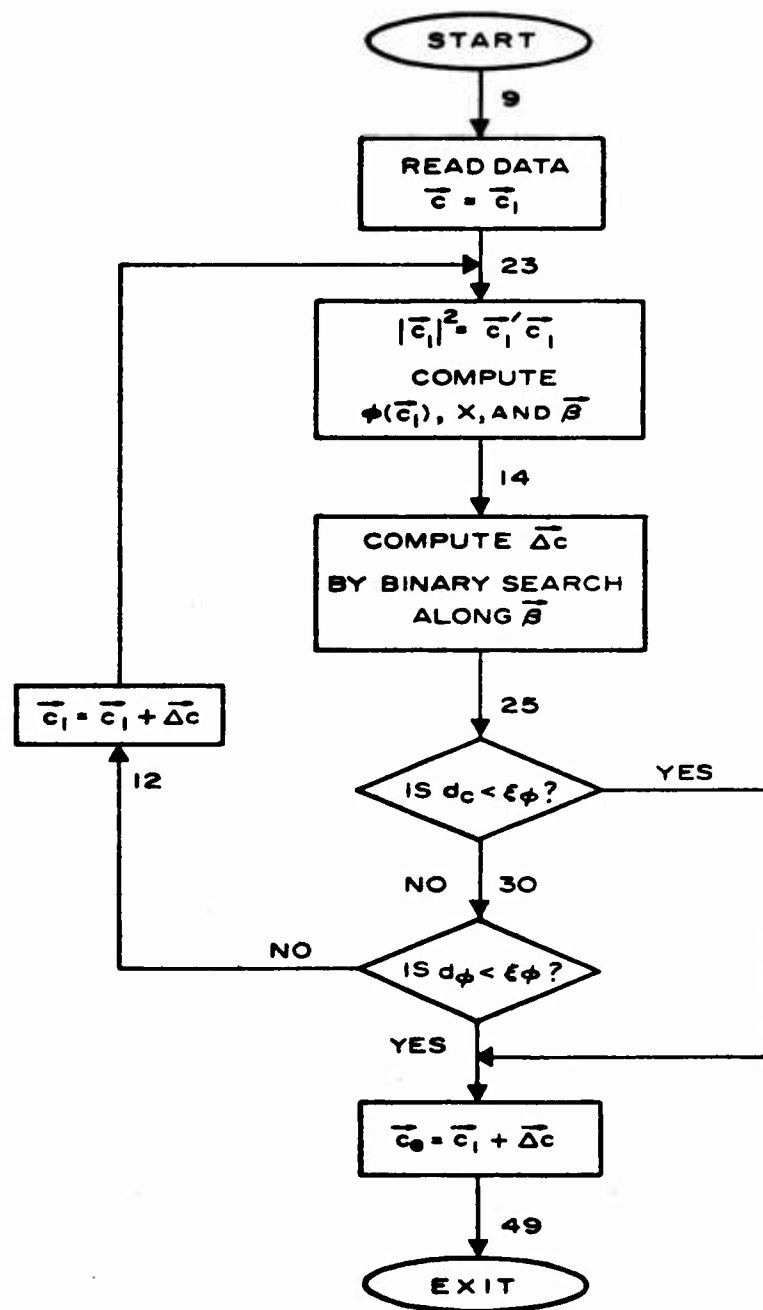 START
9
READ DATA
c⃗ = c⃗₁
23
|c⃗₁|² = c⃗₁′ c⃗₁
COMPUTE
ϕ(c⃗₁), X, AND β⃗
14
COMPUTE Δc⃗
BY BINARY SEARCH
ALONG β⃗
25
c⃗₁ = c⃗₁ + Δc⃗
12
IS d_c < ξ_ϕ?
YES
NO 30
IS d_ϕ < ξ_ϕ?
NO
YES
c⃗ₑ = c⃗₁ + Δc⃗
49
EXIT